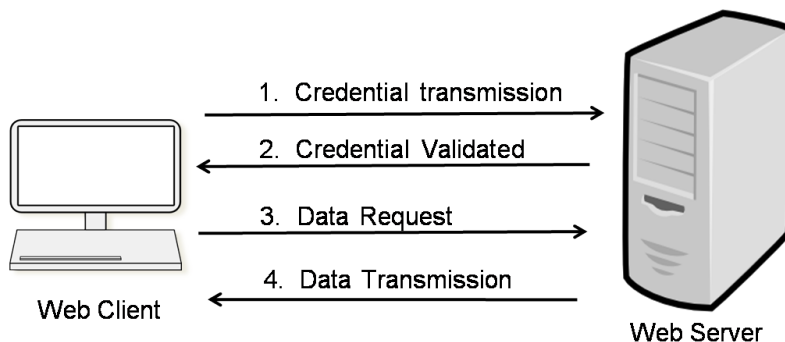 1. Credential transmission
2. Credential Validated
3. Data Request
4. Data Transmission
Web Client
Web Server